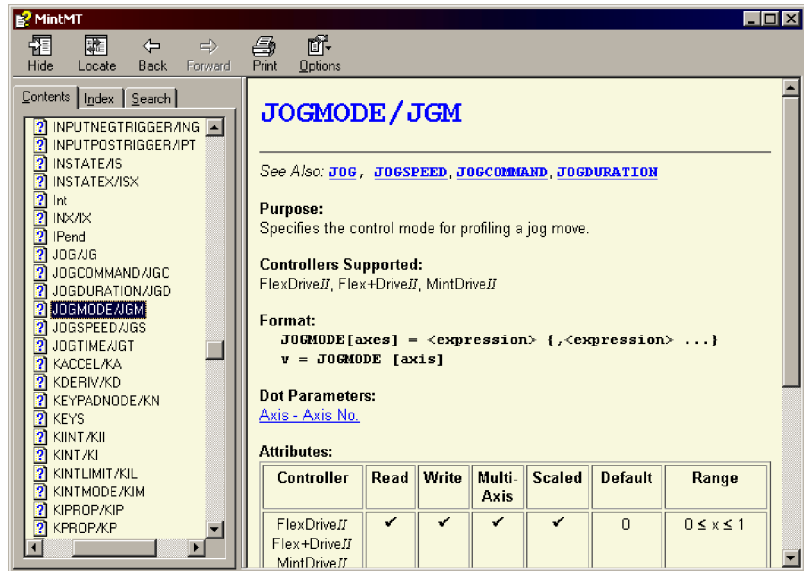 MintMT
Hide Locate Back Forward Print Options
Contents Index Search
INPUTNEGTRIGGER/ING
INPUTPOSTRIGGER/IPT
INSTATE/IS
INSTATEX/ISX
Int
INX/IX
IPend
JOG/JG
JOGCOMMAND/JGC
JOGDURATION/JGD
JOGMODE/JGM
JOGSPEED/JGS
JOGTIME/JGT
KACCEL/KA
KDERIV/KD
KEYPADNODE/KN
KEYS
KIINT/KII
KINT/KI
KINTLIMIT/KIL
KINTMODE/KIM
KIPROP/KIP
KPROP/KP
JOGMODE/JGM
See Also: JOG, JOGSPEED, JOGCOMMAND, JOGDURATION
Purpose:
Specifies the control mode for profiling a jog move.
Controllers Supported:
FlexDriveII, Flex+DriveII, MintDriveII
Format:
JOGMODE[axes] = <expression> {,<expression> ...}
v = JOGMODE [axis]
Dot Parameters:
Axis - Axis No.
Attributes:
Controller Read Write Multi-Axis Scaled Default Range
FlexDriveII ✓ ✓ ✓ ✓ 0 0 ≤ x ≤ 1
Flex+DriveII
MintDriveII